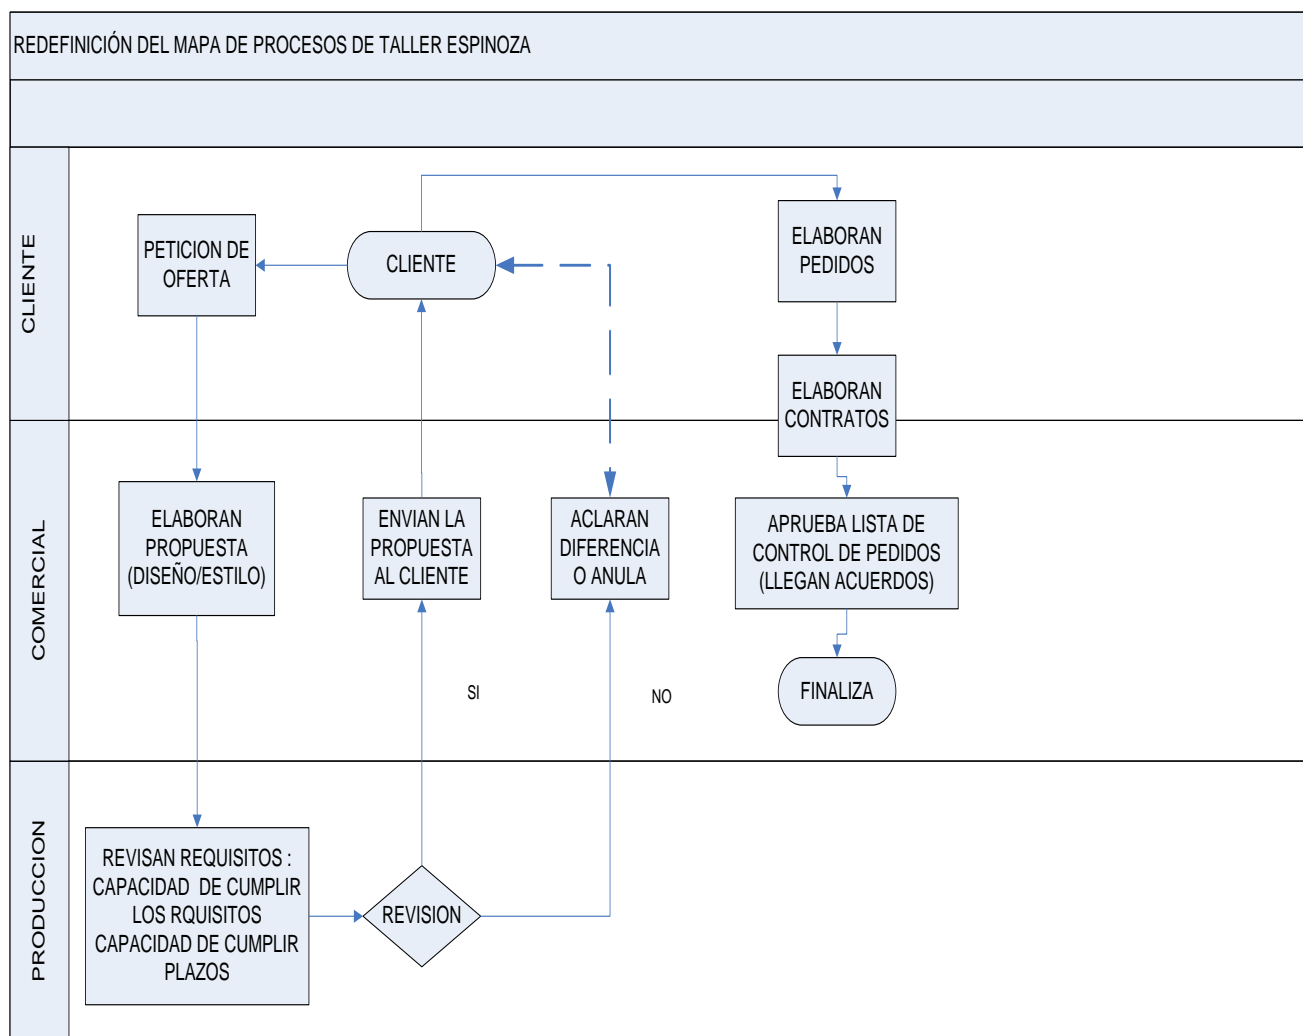 REDEFINICIÓN DEL MAPA DE PROCESOS DE TALLER ESPINOZA
CLIENTE
PETICION DE
OFERTA
CLIENTE
ELABORAN
PEDIDOS
ELABORAN
CONTRATOS
COMERCIAL
ELABORAN
PROPUESTA
(DISEÑO/ESTILO)
ENVIAN LA
PROPUESTA
AL CLIENTE
ACLARAN
DIFERENCIA
O ANULA
APRUEBA LISTA DE
CONTROL DE PEDIDOS
(LLEGAN ACUERDOS)
SI
NO
FINALIZA
PRODUCCION
REVISAN REQUISITOS :
CAPACIDAD DE CUMPLIR
LOS RQUISITOS
CAPACIDAD DE CUMPLIR
PLAZOS
REVISION